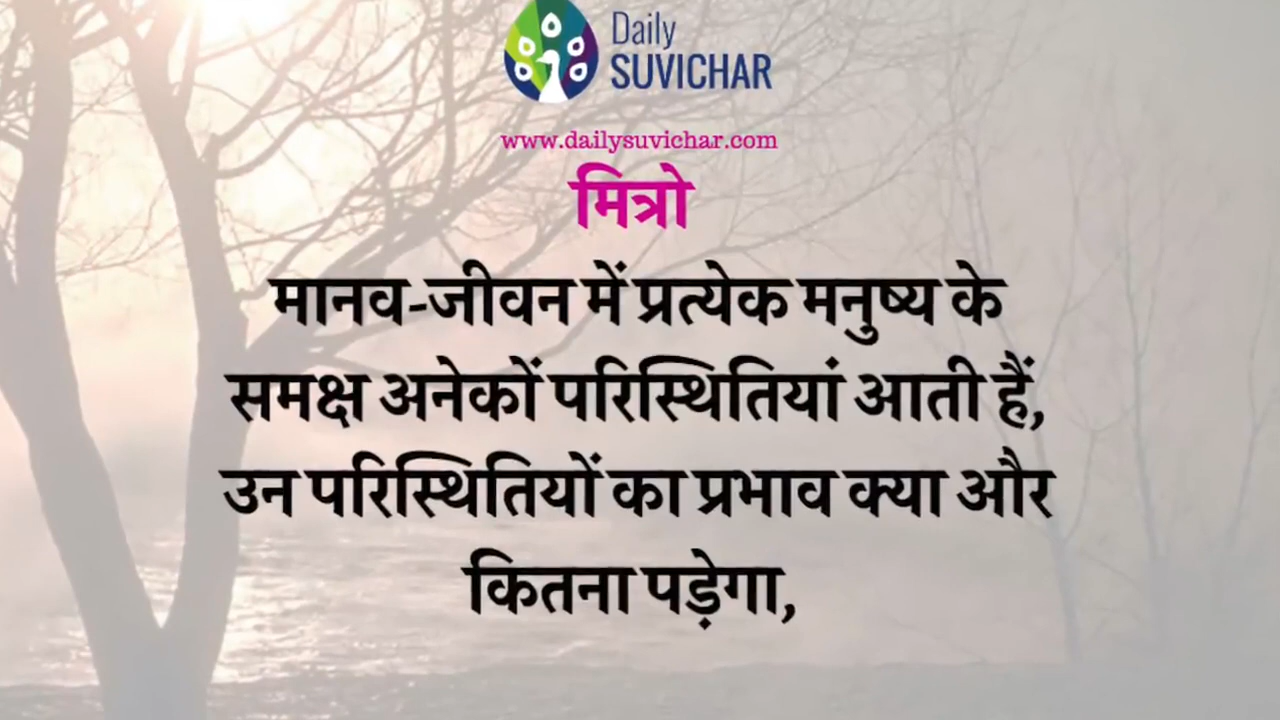 Daily
SUVICHAR
www.dailysuvichar.com
मित्रो
मानव-जीवन में प्रत्येक मनुष्य के
समक्ष अनेकों परिस्थितियां आती हैं,
उन परिस्थितियों का प्रभाव क्या और
कितना पड़ेगा,